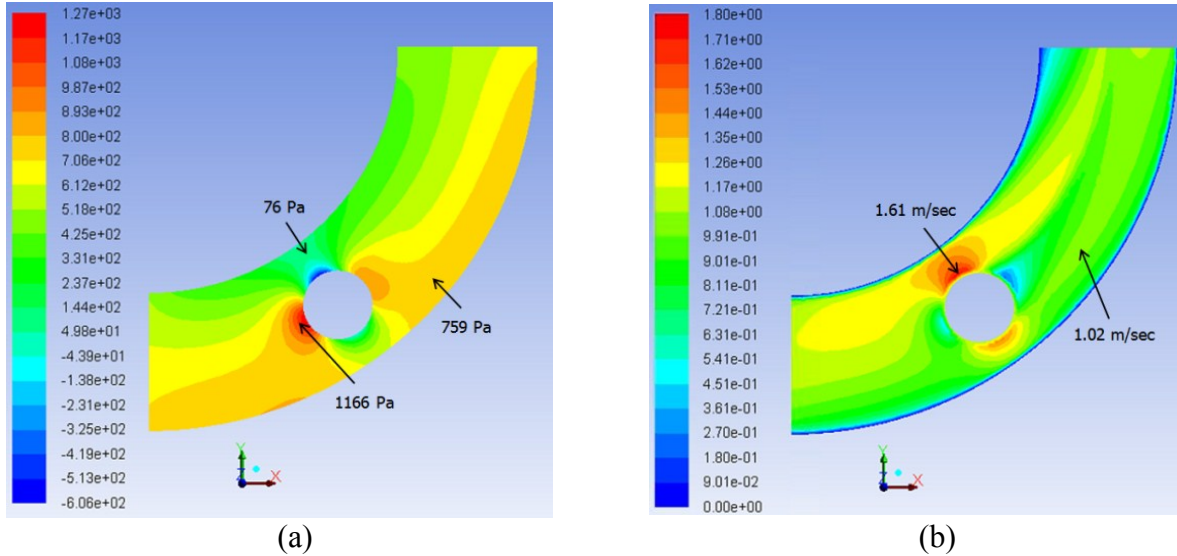 1.27e+03
1.17e+03
1.08e+03
9.87e+02
8.93e+02
8.00e+02
7.06e+02
6.12e+02
5.18e+02
4.25e+02
3.31e+02
2.37e+02
1.44e+02
4.98e+01
-4.39e+01
-1.38e+02
-2.31e+02
-3.25e+02
-4.19e+02
-5.13e+02
-6.06e+02
76 Pa
759 Pa
1166 Pa
Y
Z
X
(a)
1.80e+00
1.71e+00
1.62e+00
1.53e+00
1.44e+00
1.35e+00
1.26e+00
1.17e+00
1.08e+00
9.91e-01
9.01e-01
8.11e-01
7.21e-01
6.31e-01
5.41e-01
4.51e-01
3.61e-01
2.70e-01
1.80e-01
9.01e-02
0.00e+00
1.61 m/sec
1.02 m/sec
Y
Z
X
(b)